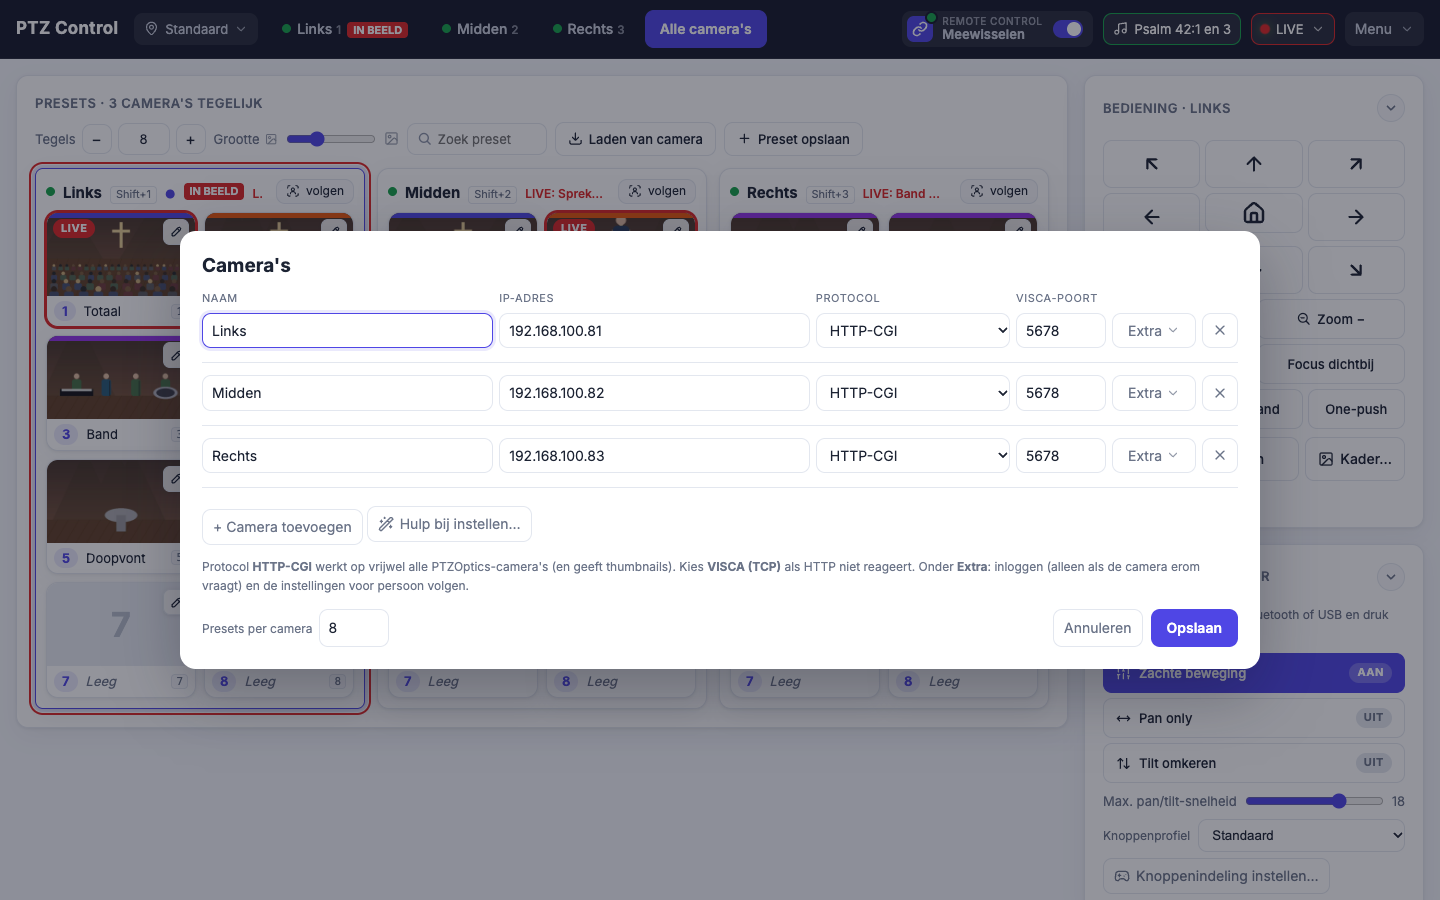 PTZ Control
Standaard
Links 1 IN BEELD
Midden 2
Rechts 3
Alle camera's
REMOTE CONTROL
Meewisselen
Psalm 42:1 en 3
LIVE
Menu
PRESETS · 3 CAMERA'S TEGELIJK
Tegels − 8 + Grootte
Zoek preset
Laden van camera
+ Preset opslaan
Links Shift+1 IN BEELD L. volgen
Midden Shift+2 LIVE: Sprek... volgen
Rechts Shift+3 LIVE: Band ... volgen
LIVE
LIVE
1 Totaal
3 Band
5 Doopvont
7
7 Leeg 7
8 Leeg 8
7 Leeg
8 Leeg
7 Leeg
8 Leeg
Camera's
NAAM IP-ADRES PROTOCOL VISCA-POORT
Links 192.168.100.81 HTTP-CGI 5678 Extra ×
Midden 192.168.100.82 HTTP-CGI 5678 Extra ×
Rechts 192.168.100.83 HTTP-CGI 5678 Extra ×
+ Camera toevoegen
Hulp bij instellen...
Protocol HTTP-CGI werkt op vrijwel alle PTZOptics-camera's (en geeft thumbnails). Kies VISCA (TCP) als HTTP niet reageert. Onder Extra: inloggen (alleen als de camera erom
vraagt) en de instellingen voor persoon volgen.
Presets per camera 8
Annuleren
Opslaan
BEDIENING · LINKS
Zoom −
Focus dichtbij
One-push
Kader...
USB en druk
Zachte beweging AAN
Pan only UIT
Tilt omkeren UIT
Max. pan/tilt-snelheid 18
Knoppenprofiel Standaard
Knoppenindeling instellen...